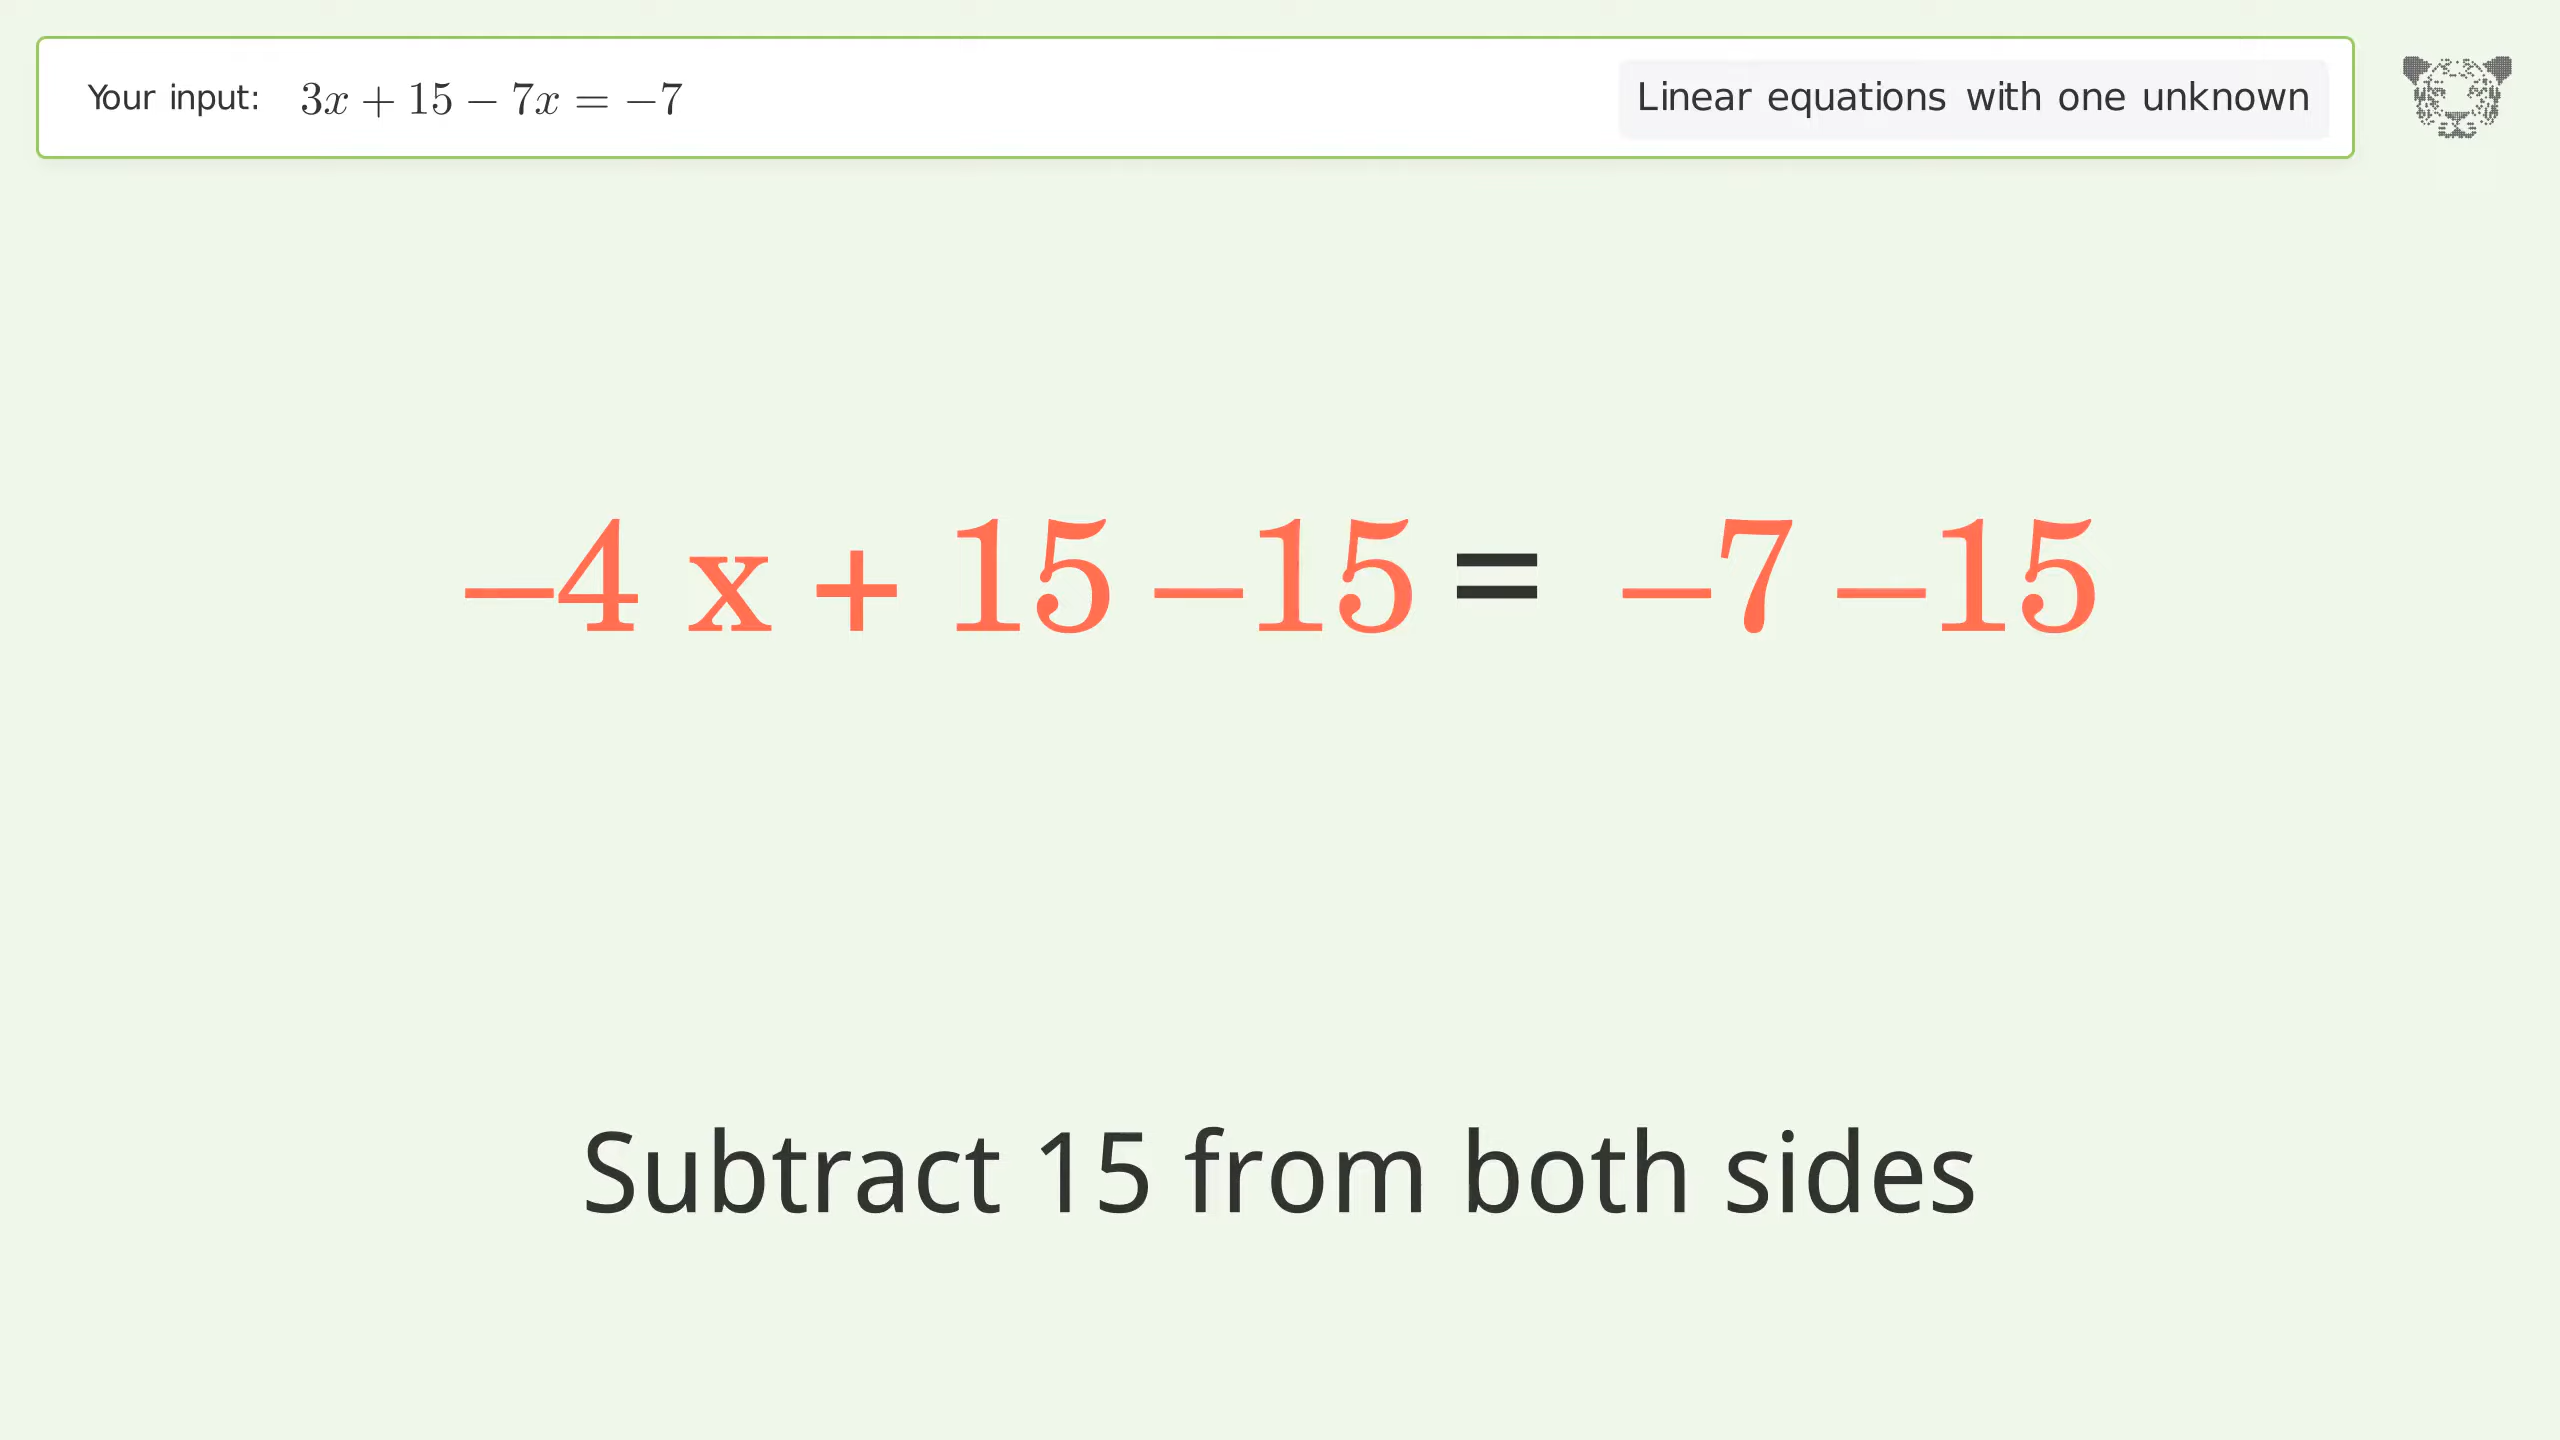 Your input: 3x + 15 − 7x = −7
Linear equations with one unknown
−4 x + 15 −15 = −7 −15
Subtract 15 from both sides